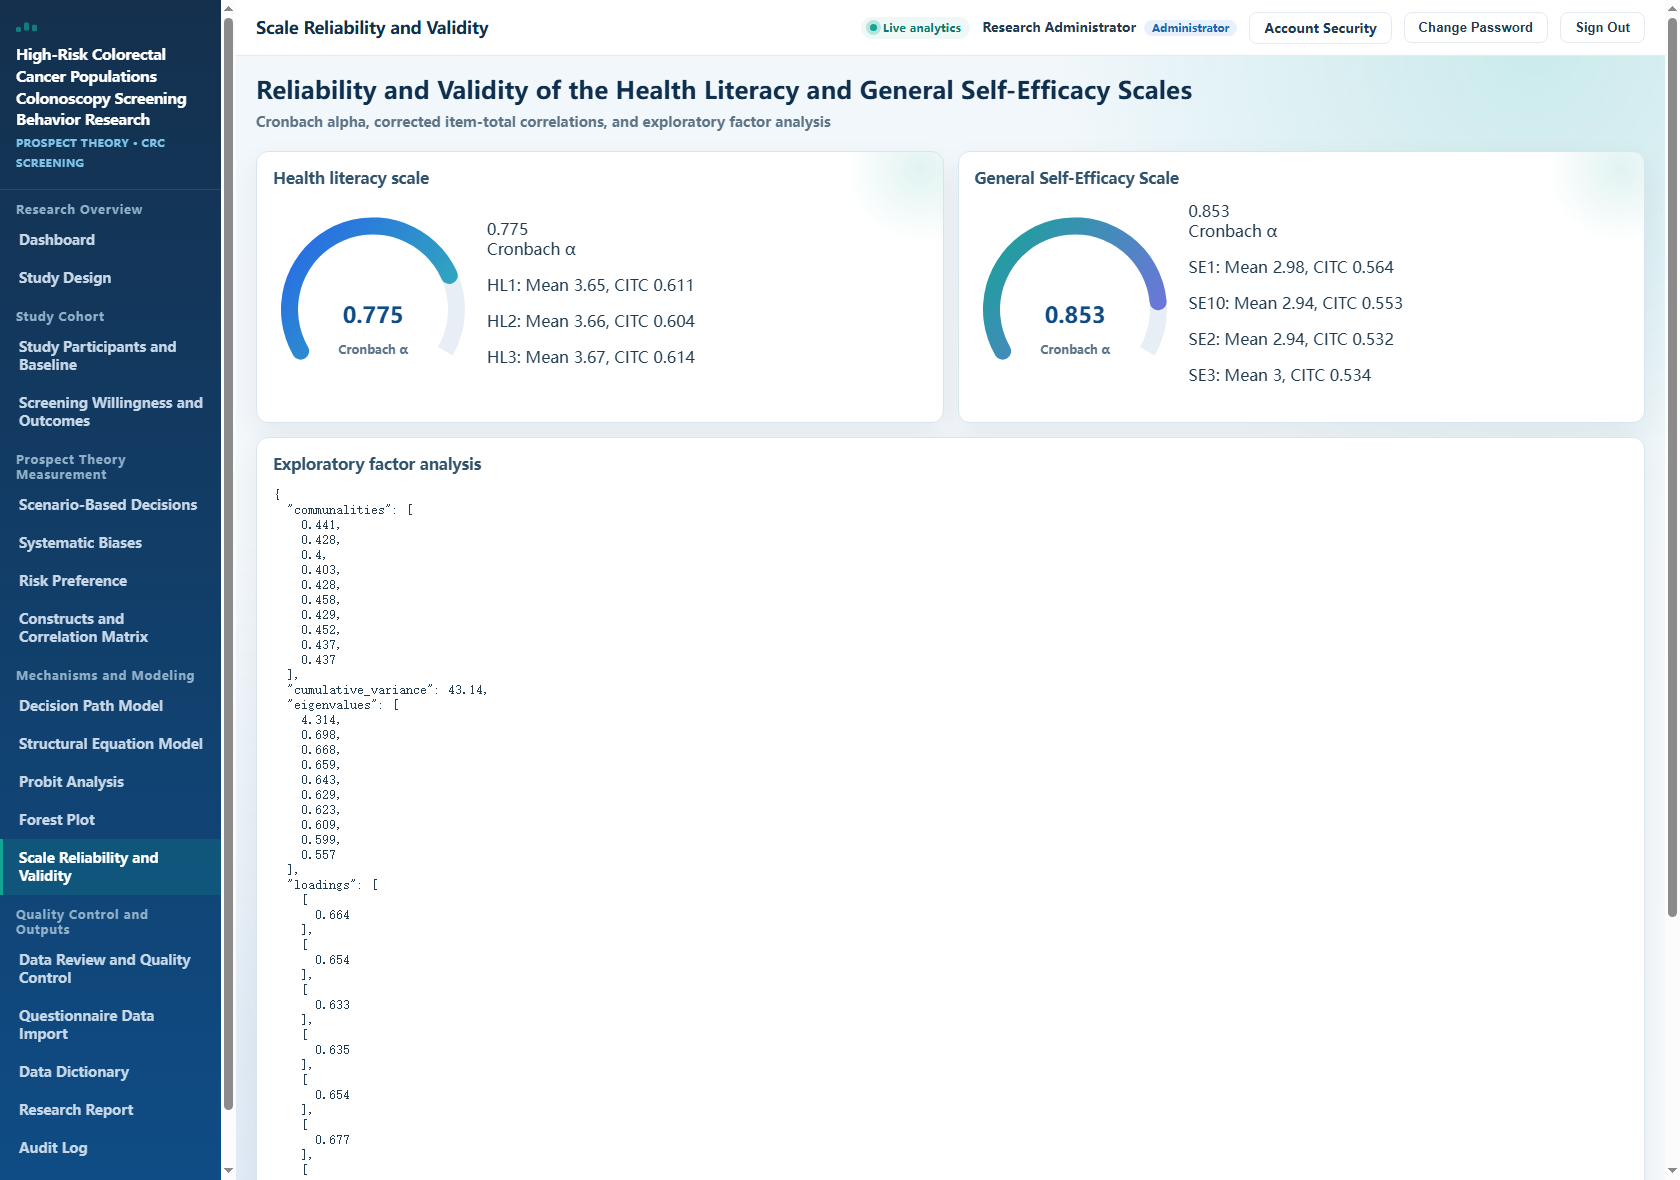 High-Risk Colorectal
Cancer Populations
Colonoscopy Screening
Behavior Research
PROSPECT THEORY • CRC
SCREENING
Research Overview
Dashboard
Study Design
Study Cohort
Study Participants and
Baseline
Screening Willingness and
Outcomes
Prospect Theory
Measurement
Scenario-Based Decisions
Systematic Biases
Risk Preference
Constructs and
Correlation Matrix
Mechanisms and Modeling
Decision Path Model
Structural Equation Model
Probit Analysis
Forest Plot
Scale Reliability and
Validity
Quality Control and
Outputs
Data Review and Quality
Control
Questionnaire Data
Import
Data Dictionary
Research Report
Audit Log
Scale Reliability and Validity
Live analytics
Research Administrator
Administrator
Account Security
Change Password
Sign Out
Reliability and Validity of the Health Literacy and General Self-Efficacy Scales
Cronbach alpha, corrected item-total correlations, and exploratory factor analysis
Health literacy scale
0.775
Cronbach α
0.775
Cronbach α
HL1: Mean 3.65, CITC 0.611
HL2: Mean 3.66, CITC 0.604
HL3: Mean 3.67, CITC 0.614
General Self-Efficacy Scale
0.853
Cronbach α
0.853
Cronbach α
SE1: Mean 2.98, CITC 0.564
SE10: Mean 2.94, CITC 0.553
SE2: Mean 2.94, CITC 0.532
SE3: Mean 3, CITC 0.534
Exploratory factor analysis
{
"communalities": [
0.441,
0.428,
0.4,
0.403,
0.428,
0.458,
0.429,
0.452,
0.437,
0.437
],
"cumulative_variance": 43.14,
"eigenvalues": [
4.314,
0.698,
0.668,
0.659,
0.643,
0.629,
0.623,
0.609,
0.599,
0.557
],
"loadings": [
[
0.664
],
[
0.654
],
[
0.633
],
[
0.635
],
[
0.654
],
[
0.677
],
[